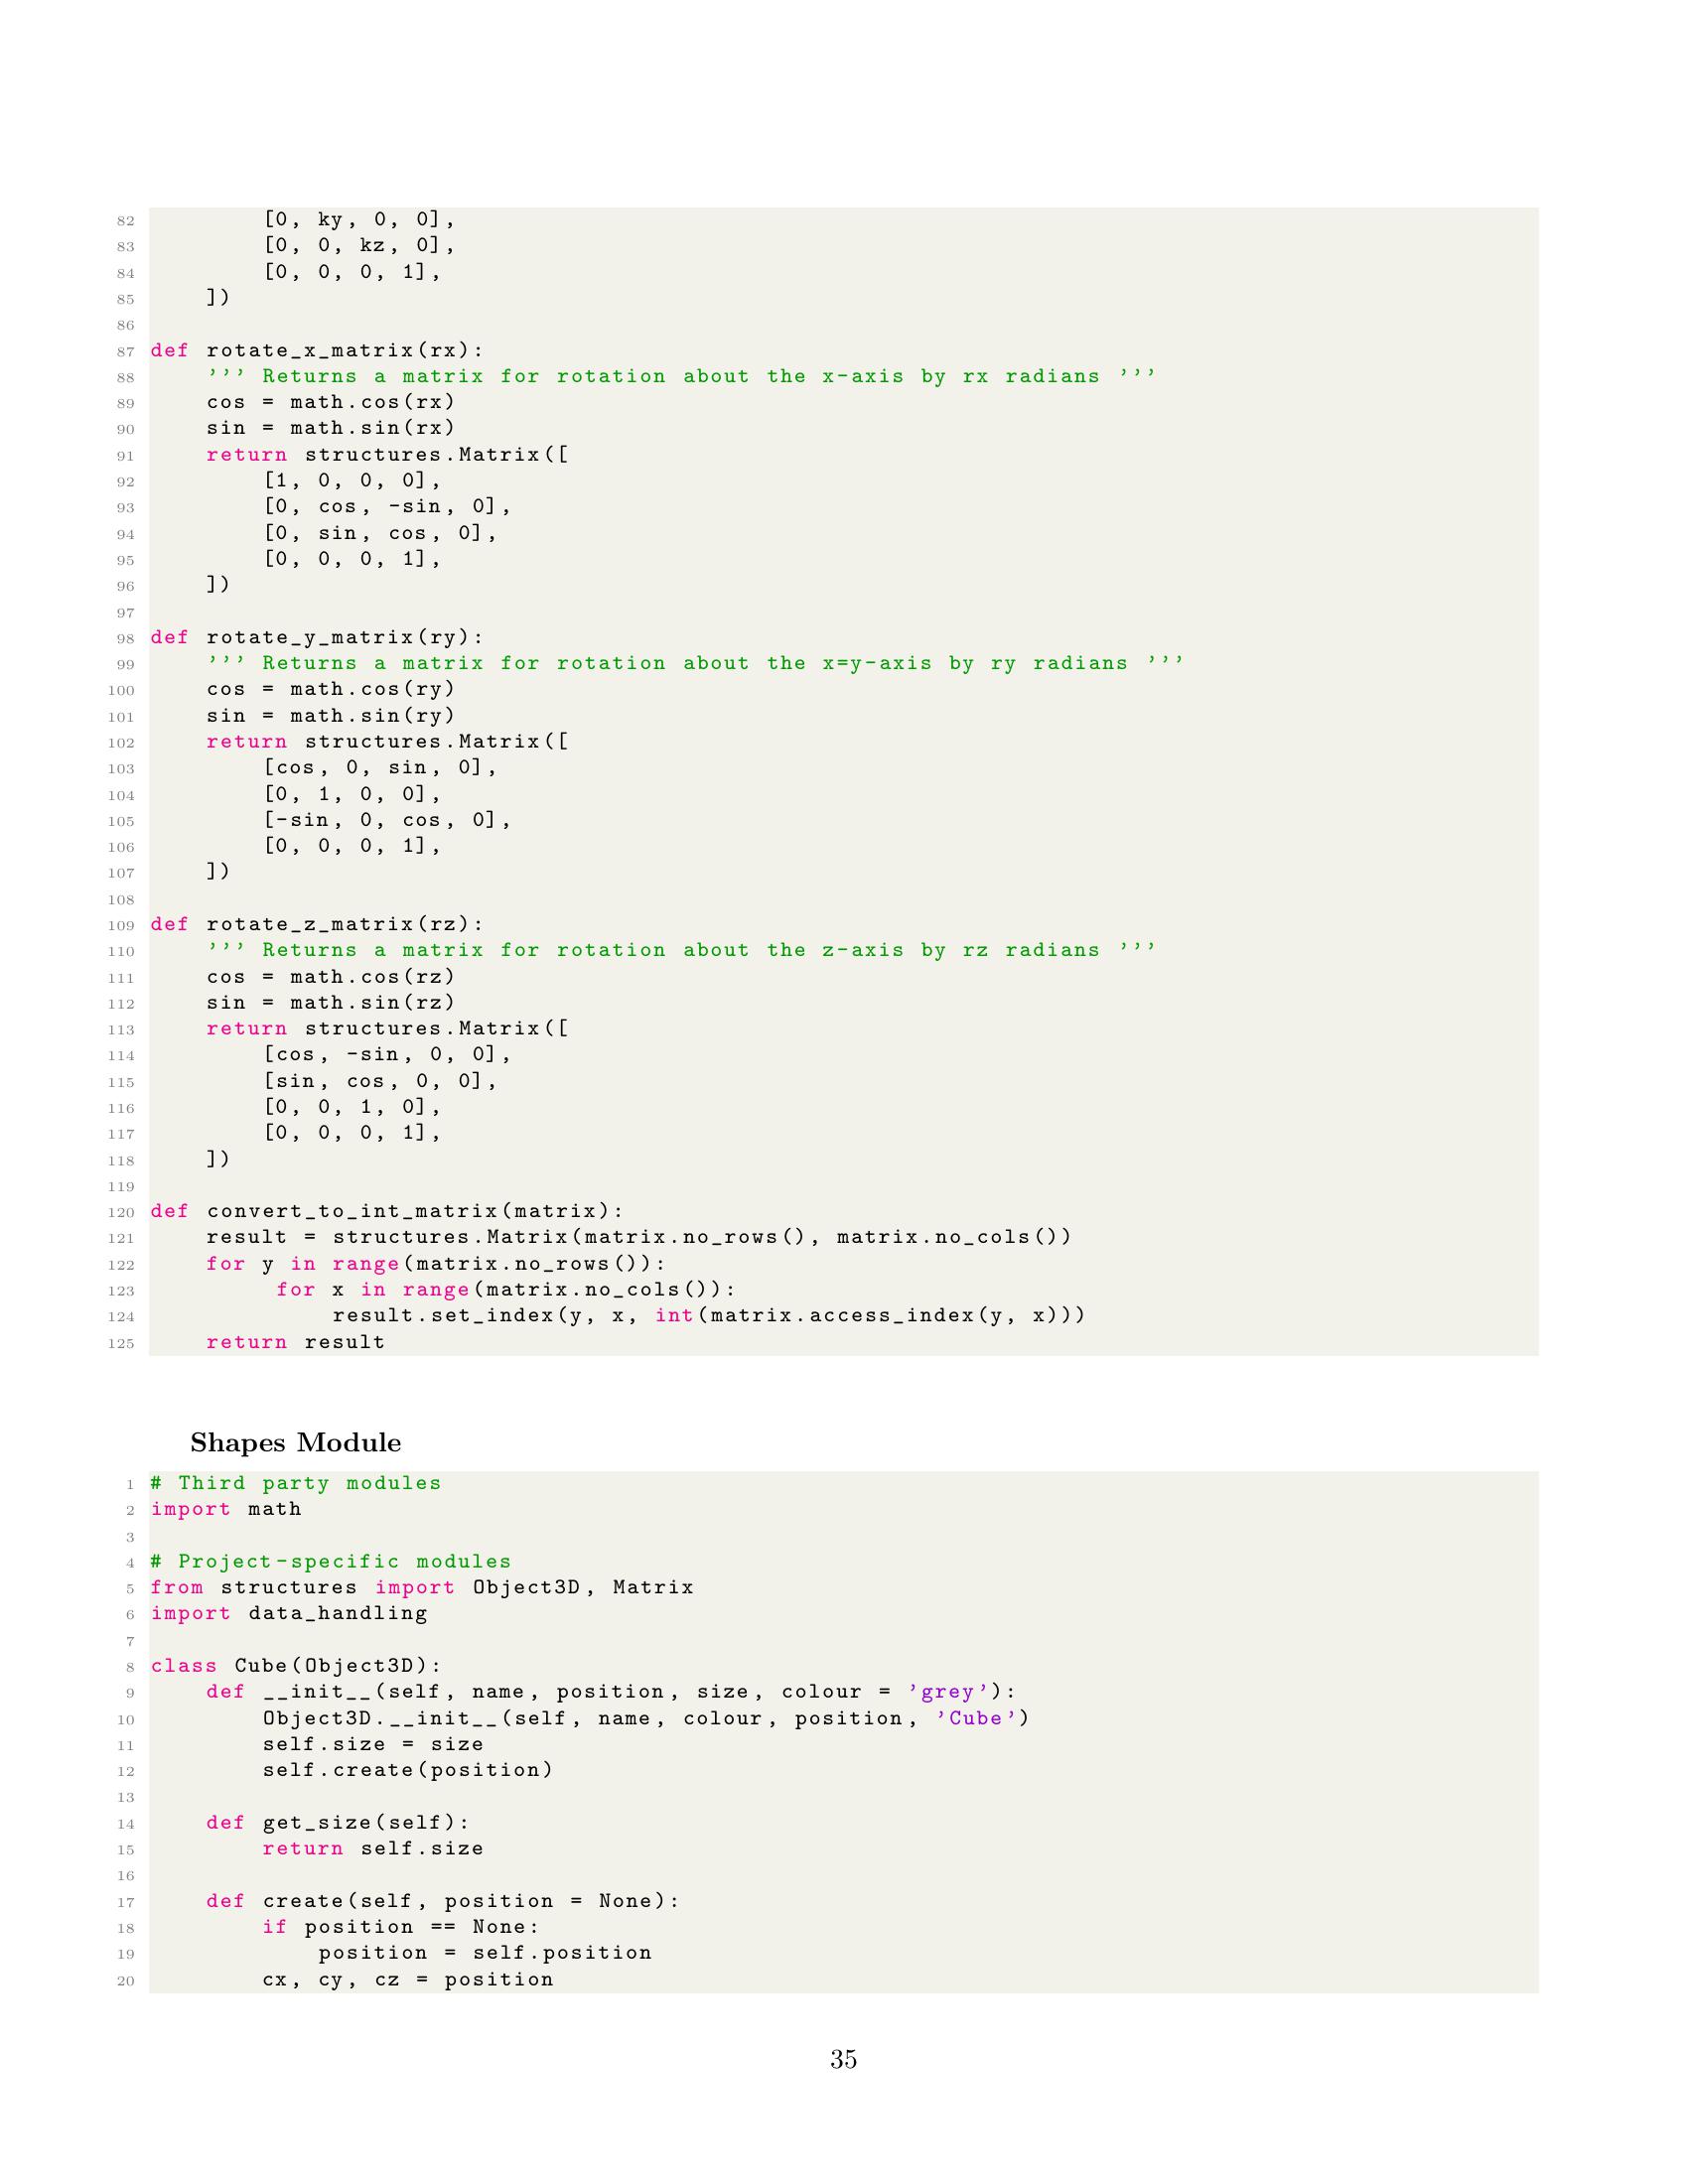 82         [0, ky, 0, 0],
83         [0, 0, kz, 0],
84         [0, 0, 0, 1],
85     ])
86
87 def rotate_x_matrix(rx):
88     ''' Returns a matrix for rotation about the x-axis by rx radians '''
89     cos = math.cos(rx)
90     sin = math.sin(rx)
91     return structures.Matrix([
92         [1, 0, 0, 0],
93         [0, cos, -sin, 0],
94         [0, sin, cos, 0],
95         [0, 0, 0, 1],
96     ])
97
98 def rotate_y_matrix(ry):
99     ''' Returns a matrix for rotation about the x=y-axis by ry radians '''
100     cos = math.cos(ry)
101     sin = math.sin(ry)
102     return structures.Matrix([
103         [cos, 0, sin, 0],
104         [0, 1, 0, 0],
105         [-sin, 0, cos, 0],
106         [0, 0, 0, 1],
107     ])
108
109 def rotate_z_matrix(rz):
110     ''' Returns a matrix for rotation about the z-axis by rz radians '''
111     cos = math.cos(rz)
112     sin = math.sin(rz)
113     return structures.Matrix([
114         [cos, -sin, 0, 0],
115         [sin, cos, 0, 0],
116         [0, 0, 1, 0],
117         [0, 0, 0, 1],
118     ])
119
120 def convert_to_int_matrix(matrix):
121     result = structures.Matrix(matrix.no_rows(), matrix.no_cols())
122     for y in range(matrix.no_rows()):
123          for x in range(matrix.no_cols()):
124              result.set_index(y, x, int(matrix.access_index(y, x)))
125     return result
Shapes Module
1 # Third party modules
2 import math
3
4 # Project-specific modules
5 from structures import Object3D, Matrix
6 import data_handling
7
8 class Cube(Object3D):
9     def __init__(self, name, position, size, colour = 'grey'):
10         Object3D.__init__(self, name, colour, position, 'Cube')
11         self.size = size
12         self.create(position)
13
14     def get_size(self):
15         return self.size
16
17     def create(self, position = None):
18         if position == None:
19             position = self.position
20         cx, cy, cz = position
35